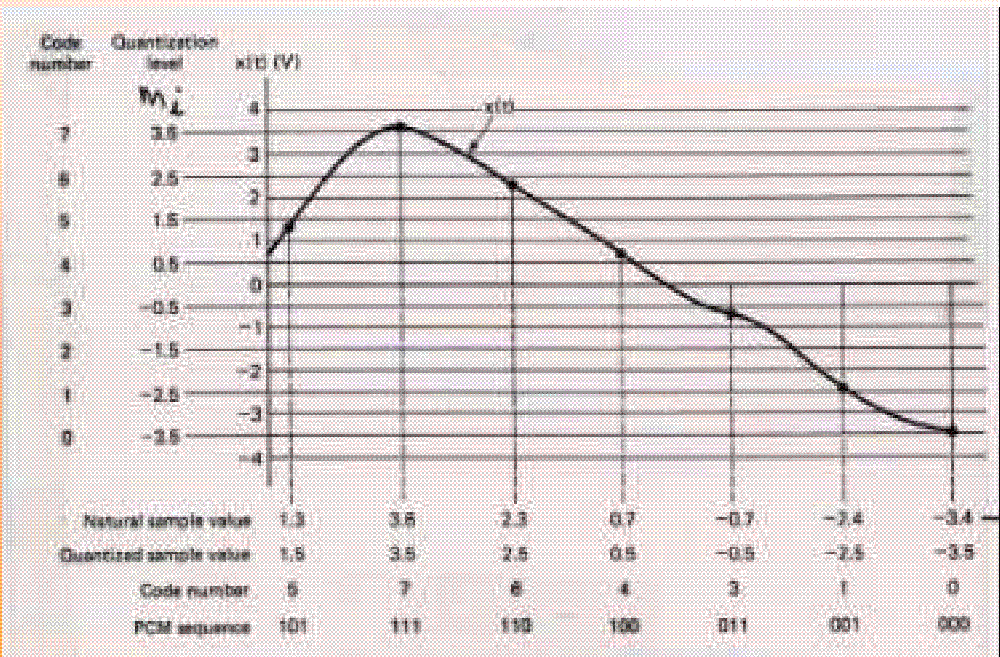 Code Quantization
number level x(t) (V)
mi
4 x(t)
7 3.5
3
6 2.5
2
5 1.5
1
4 0.5
0
3 −0.5
−1
2 −1.5
−2
1 −2.5
−3
0 −3.5
−4
Natural sample value 1.3 3.6 2.3 0.7 −0.7 −2.4 −3.4
Quantized sample value 1.5 3.5 2.5 0.5 −0.5 −2.5 −3.5
Code number 5 7 6 4 3 1 0
PCM sequence 101 111 110 100 011 001 000